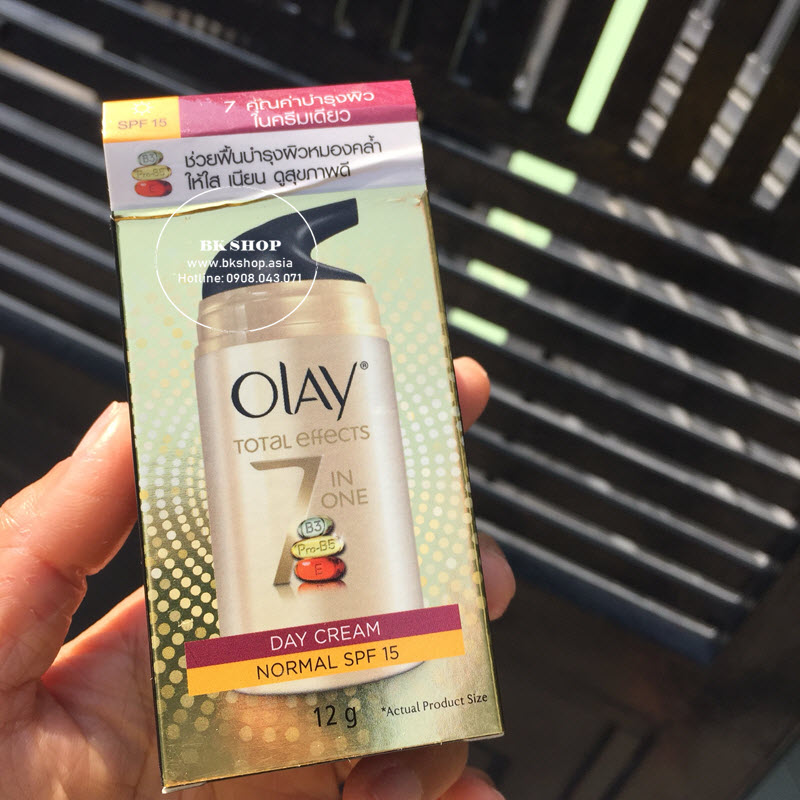 SPF 15
7 คุณค่าบำรุงผิว
ในครีมเดียว
B3
Pro-B5
ช่วยฟื้นบำรุงผิวหมองคล้ำ
ให้ใส เนียน ดูสุขภาพดี
BK SHOP
www.bkshop.asia
Hotline: 0908.043.071
OLAY®
TOTAL effects
7 IN
ONE
B3
Pro-B5
E
DAY CREAM
NORMAL SPF 15
12 g
*Actual Product Size